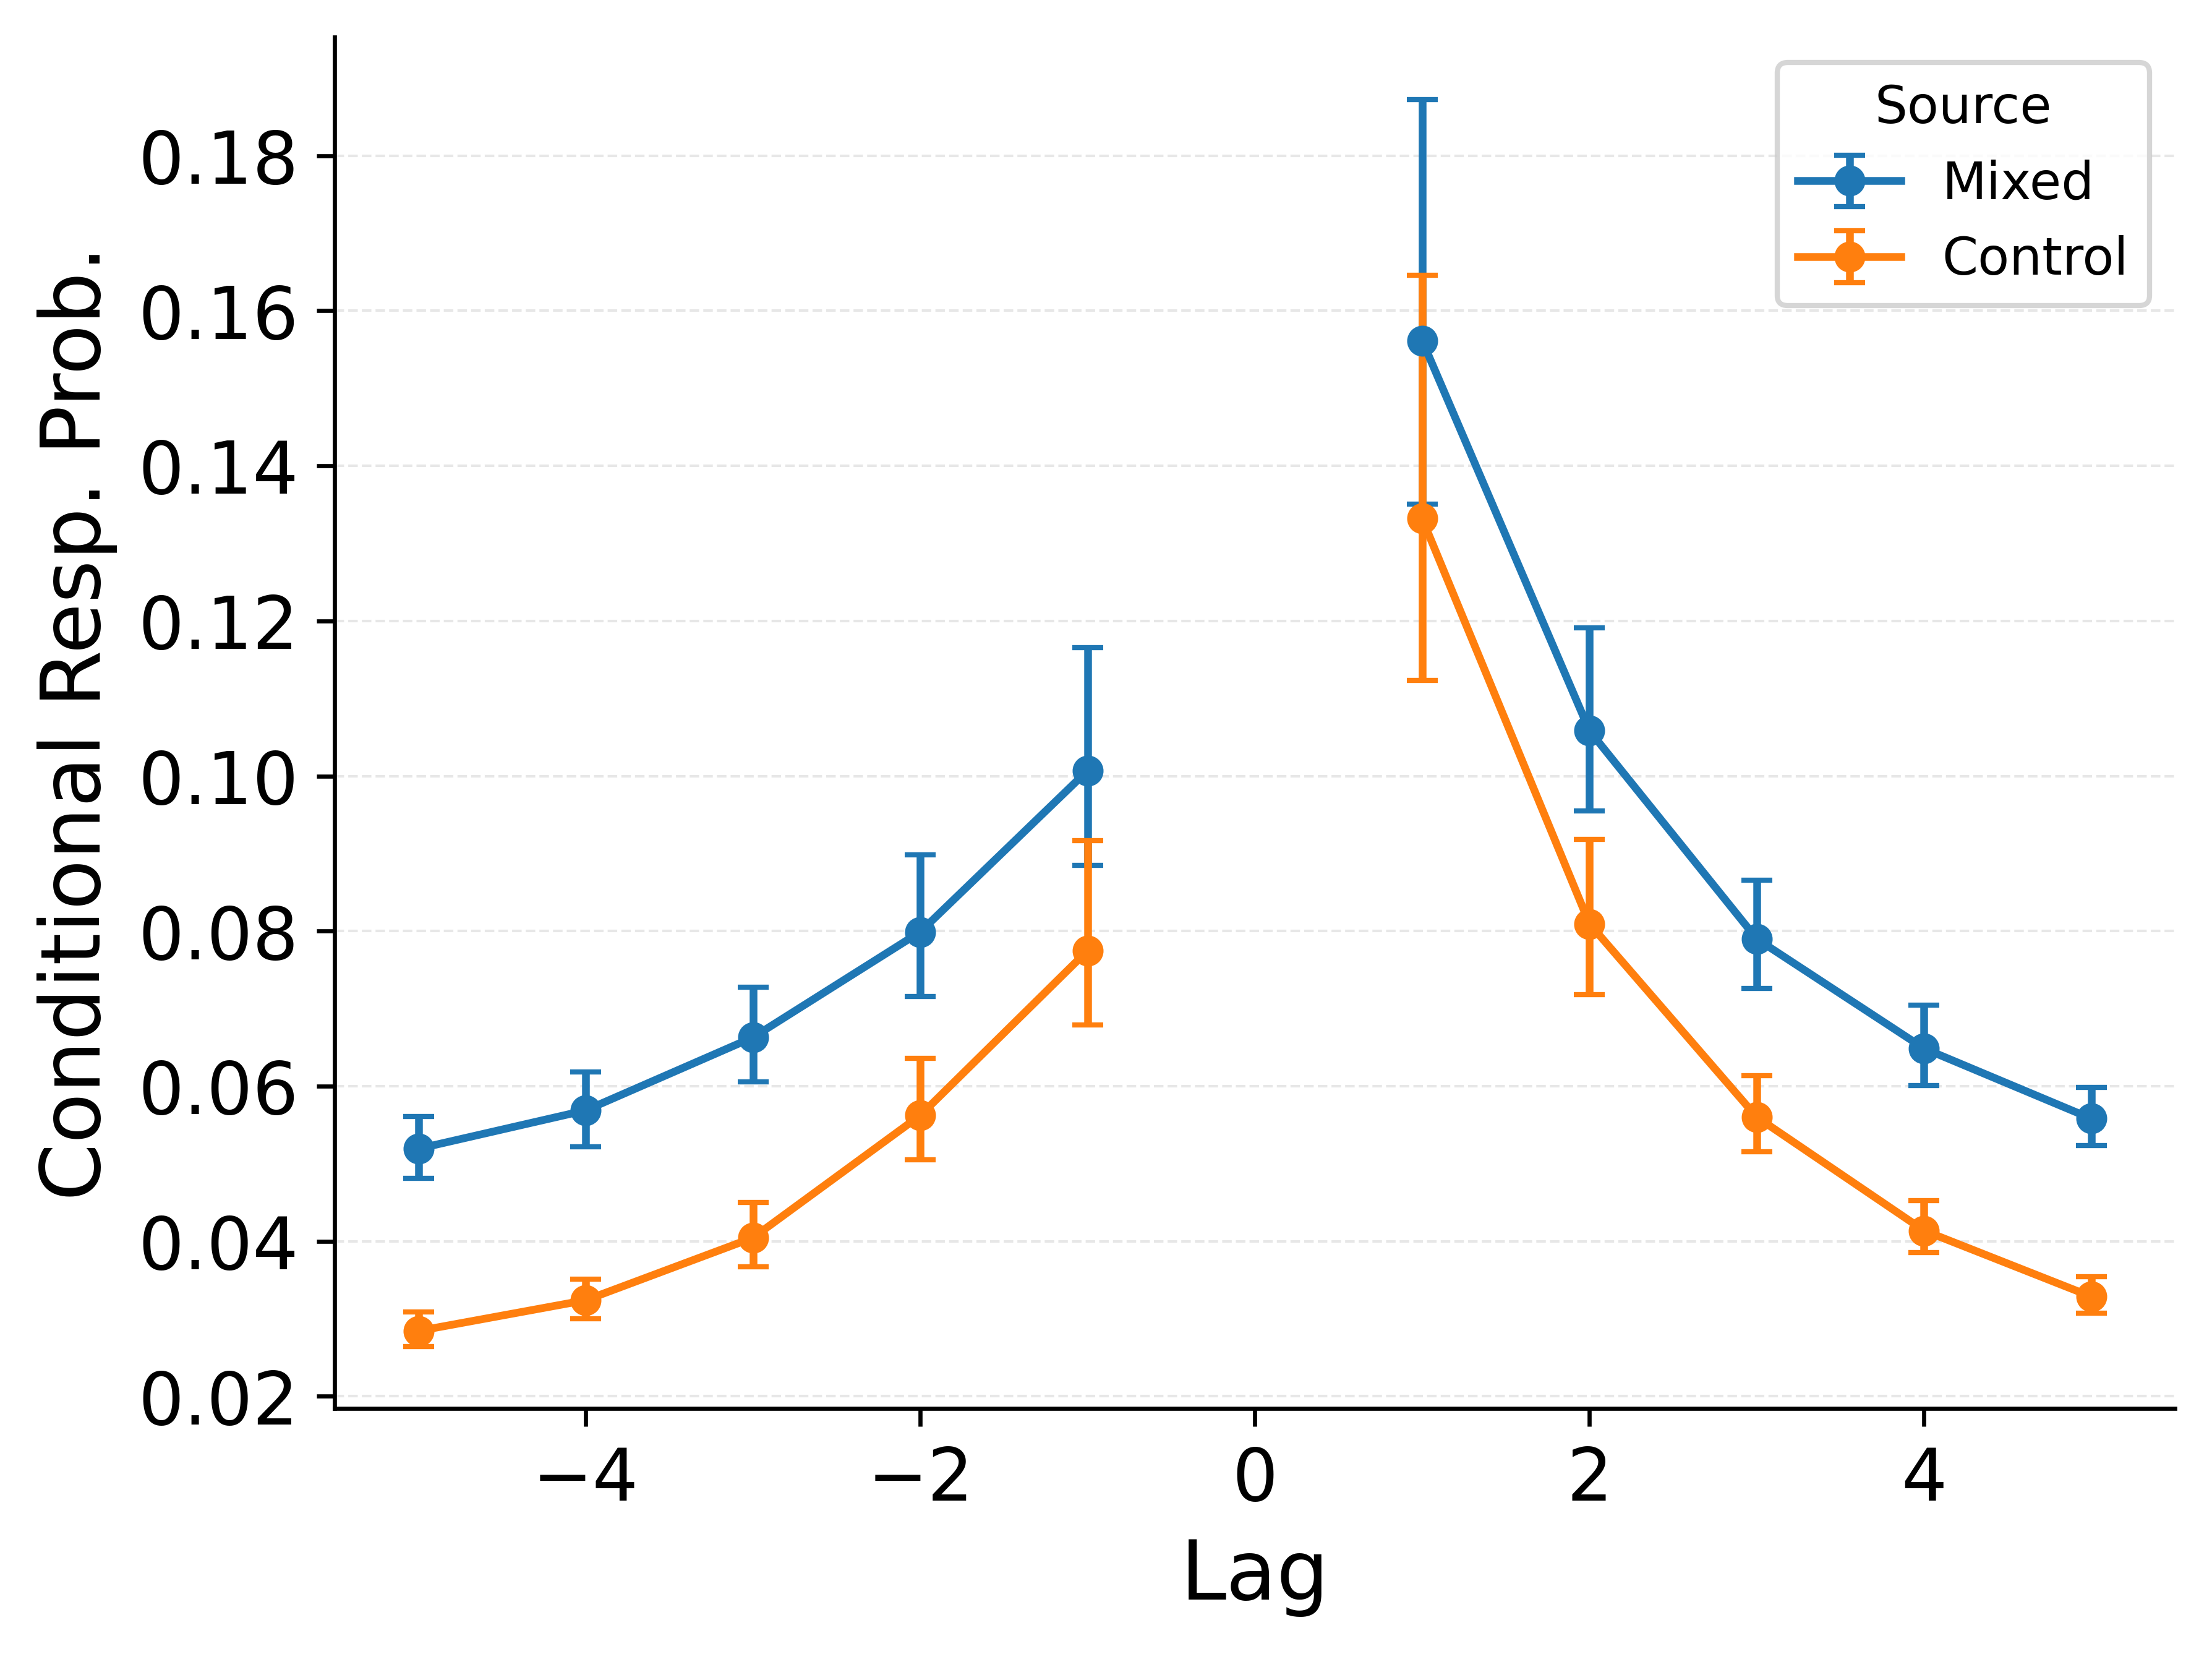 Conditional Resp. Prob.
0.18
0.16
0.14
0.12
0.10
0.08
0.06
0.04
0.02
−4
−2
0
2
4
Lag
Source
Mixed
Control